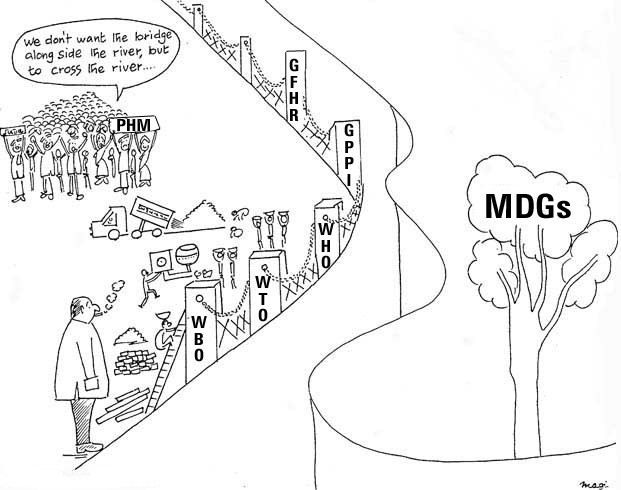 We don't want the bridge
along side the river, but
to cross the river....
PHM
GFHR
GPPI
WHO
WTO
WBO
MDGs